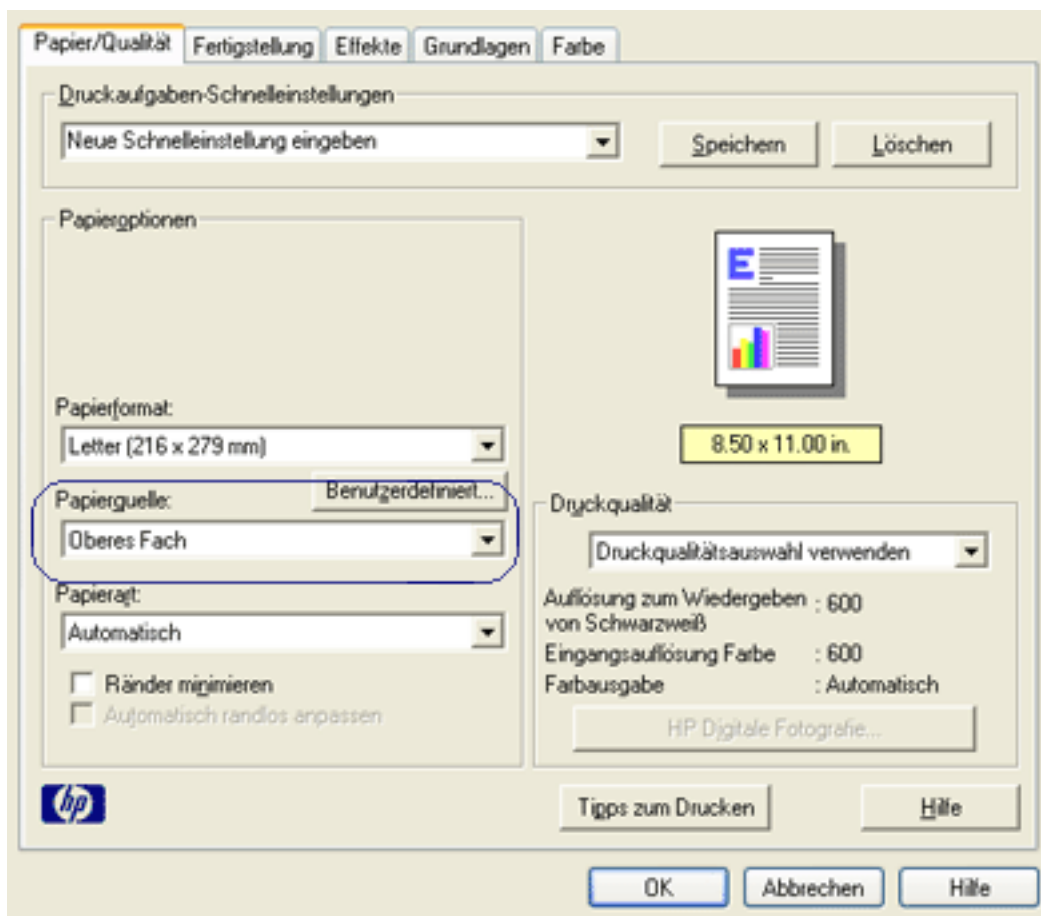 Papier/Qualität Fertigstellung Effekte Grundlagen Farbe
Druckaufgaben-Schnelleinstellungen
Neue Schnelleinstellung eingeben Speichern Löschen
Papieroptionen
E
Papierformat:
Letter (216 x 279 mm)
8.50 x 11.00 in.
Benutzerdefiniert...
Papierquelle:
Oberes Fach
Papierart:
Automatisch
Ränder minimieren
Automatisch randlos anpassen
Druckqualität
Druckqualitätsauswahl verwenden
Auflösung zum Wiedergeben : 600
von Schwarzweiß
Eingangsauflösung Farbe : 600
Farbausgabe : Automatisch
HP Digitale Fotografie...
hp
Tipps zum Drucken Hilfe
OK Abbrechen Hilfe